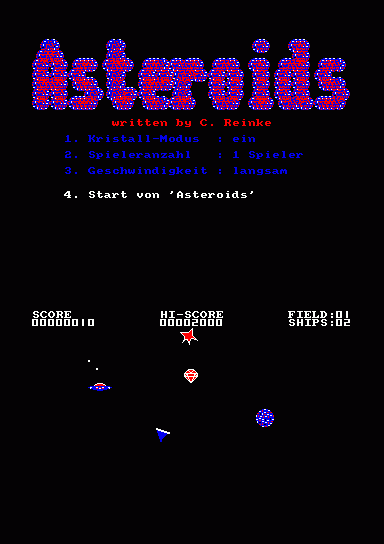 Asteroids
written by C. Reinke
1. Kristall-Modus : ein
2. Spieleranzahl : 1 Spieler
3. Geschwindigkeit : langsam
4. Start von 'Asteroids'
SCORE HI-SCORE FIELD:01
00000010 00002000 SHIPS:02